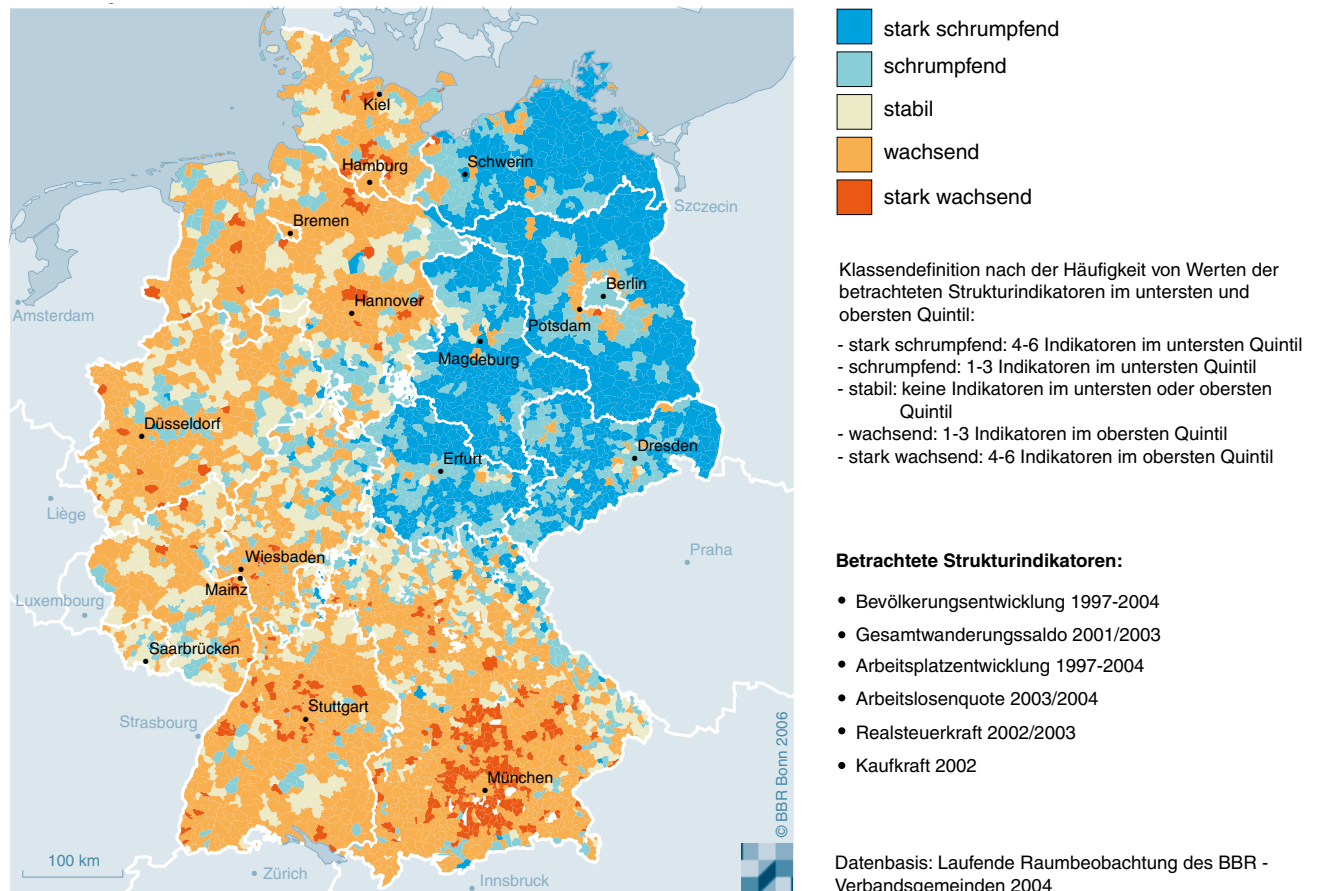 stark schrumpfend
schrumpfend
stabil
wachsend
stark wachsend
Klassendefinition nach der Häufigkeit von Werten der
betrachteten Strukturindikatoren im untersten und
obersten Quintil:
- stark schrumpfend: 4-6 Indikatoren im untersten Quintil
- schrumpfend: 1-3 Indikatoren im untersten Quintil
- stabil: keine Indikatoren im untersten oder obersten
Quintil
- wachsend: 1-3 Indikatoren im obersten Quintil
- stark wachsend: 4-6 Indikatoren im obersten Quintil
Betrachtete Strukturindikatoren:
• Bevölkerungsentwicklung 1997-2004
• Gesamtwanderungssaldo 2001/2003
• Arbeitsplatzentwicklung 1997-2004
• Arbeitslosenquote 2003/2004
• Realsteuerkraft 2002/2003
• Kaufkraft 2002
Datenbasis: Laufende Raumbeobachtung des BBR -
Verbandsgemeinden 2004
Kiel
Hamburg
Schwerin
Szczecin
Bremen
Berlin
Hannover
Amsterdam
Potsdam
Magdeburg
Düsseldorf
Dresden
Erfurt
Liège
Praha
Wiesbaden
Mainz
Luxembourg
Saarbrücken
Stuttgart
Strasbourg
München
© BBR Bonn 2006
100 km
Zürich
Innsbruck